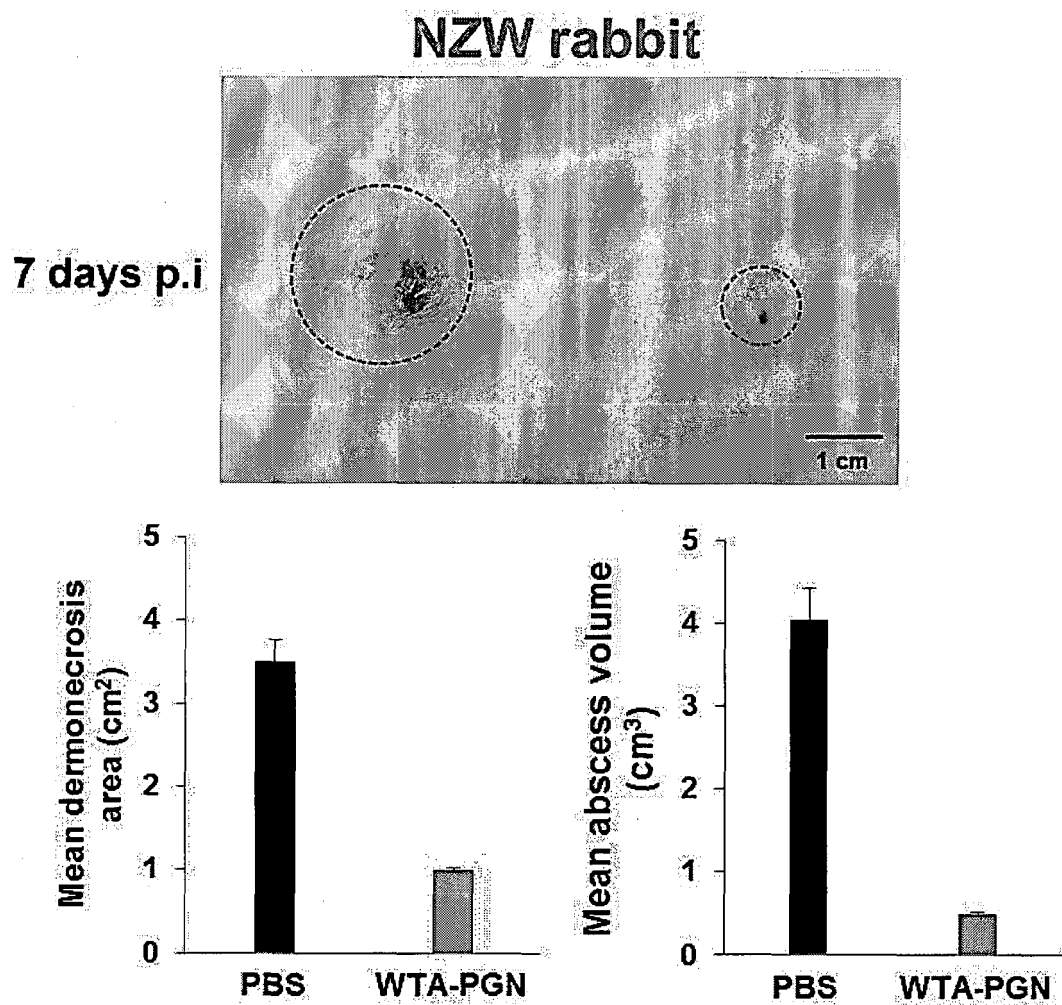 NZW rabbit
7 days p.i
1 cm
Mean dermonecrosis
area (cm²)
5
4
3
2
1
0
PBS WTA-PGN
Mean abscess volume
(cm³)
5
4
3
2
1
0
PBS WTA-PGN